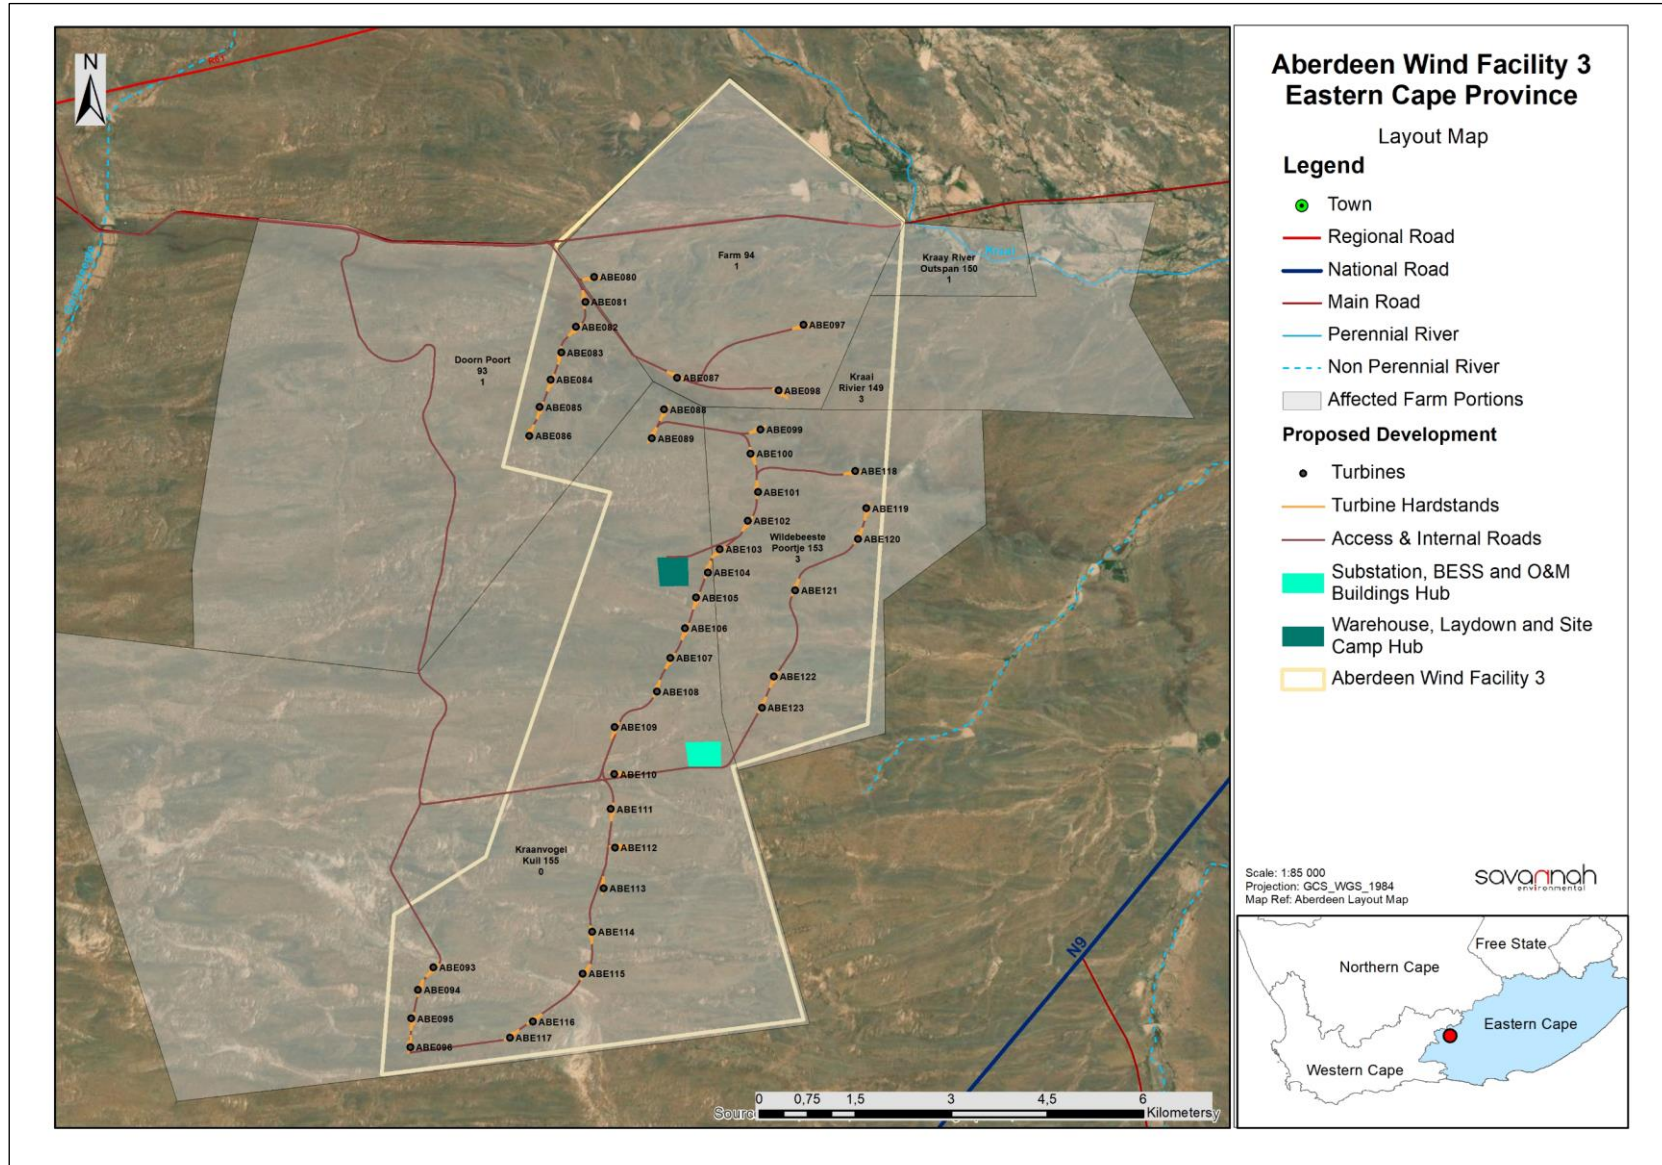 N
R61
Farm 94
1
Kraay River
Outspan 150
1
ABE080
ABE081
ABE082
ABE083
ABE084
ABE085
ABE086
Doorn Poort
93
1
ABE097
ABE087
ABE098
Kraai
Rivier 149
3
ABE088
ABE089
ABE099
ABE100
ABE118
ABE101
ABE119
ABE102
Wildebeeste
Poortje 153
3
ABE120
ABE103
ABE104
ABE121
ABE105
ABE106
ABE107
ABE122
ABE108
ABE123
ABE109
ABE110
ABE111
ABE112
Kraanvogel
Kuil 155
0
ABE113
ABE114
ABE093
ABE115
ABE094
ABE095
ABE116
ABE117
ABE096
N9
0 0,75 1,5 3 4,5 6
Kilometers
Aberdeen Wind Facility 3
Eastern Cape Province
Layout Map
Legend
Town
Regional Road
National Road
Main Road
Perennial River
Non Perennial River
Affected Farm Portions
Proposed Development
Turbines
Turbine Hardstands
Access & Internal Roads
Substation, BESS and O&M
Buildings Hub
Warehouse, Laydown and Site
Camp Hub
Aberdeen Wind Facility 3
Scale: 1:85 000
Projection: GCS_WGS_1984
Map Ref: Aberdeen Layout Map
savannah
environmental
Free State
Northern Cape
Eastern Cape
Western Cape